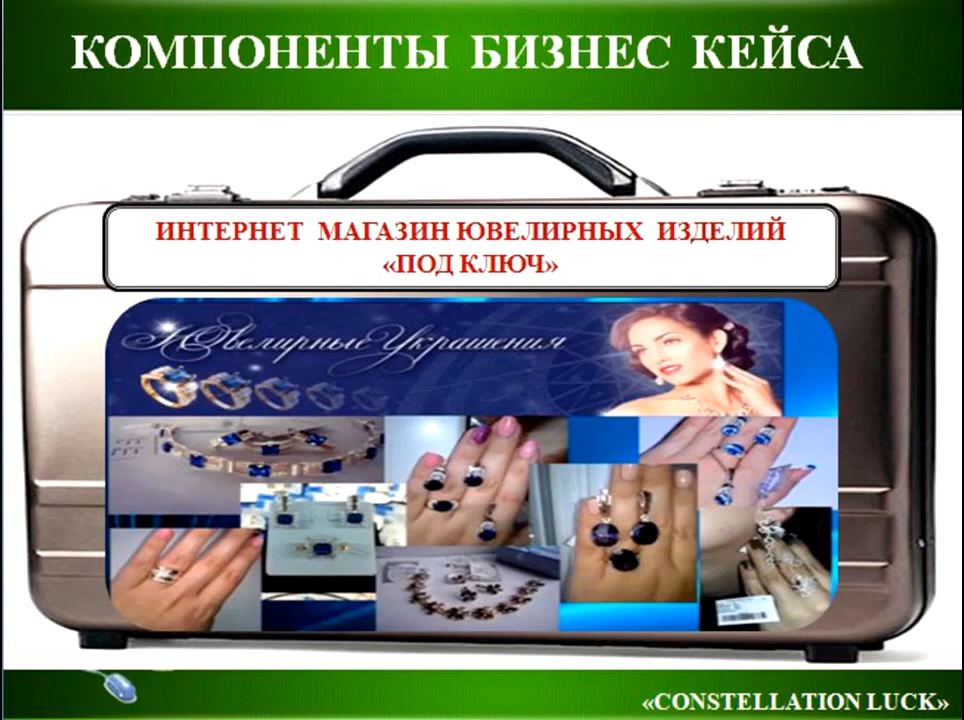 КОМПОНЕНТЫ БИЗНЕС КЕЙСА
ИНТЕРНЕТ МАГАЗИН ЮВЕЛИРНЫХ ИЗДЕЛИЙ
«ПОД КЛЮЧ»
Ювелирные Украшения
«CONSTELLATION LUCK»